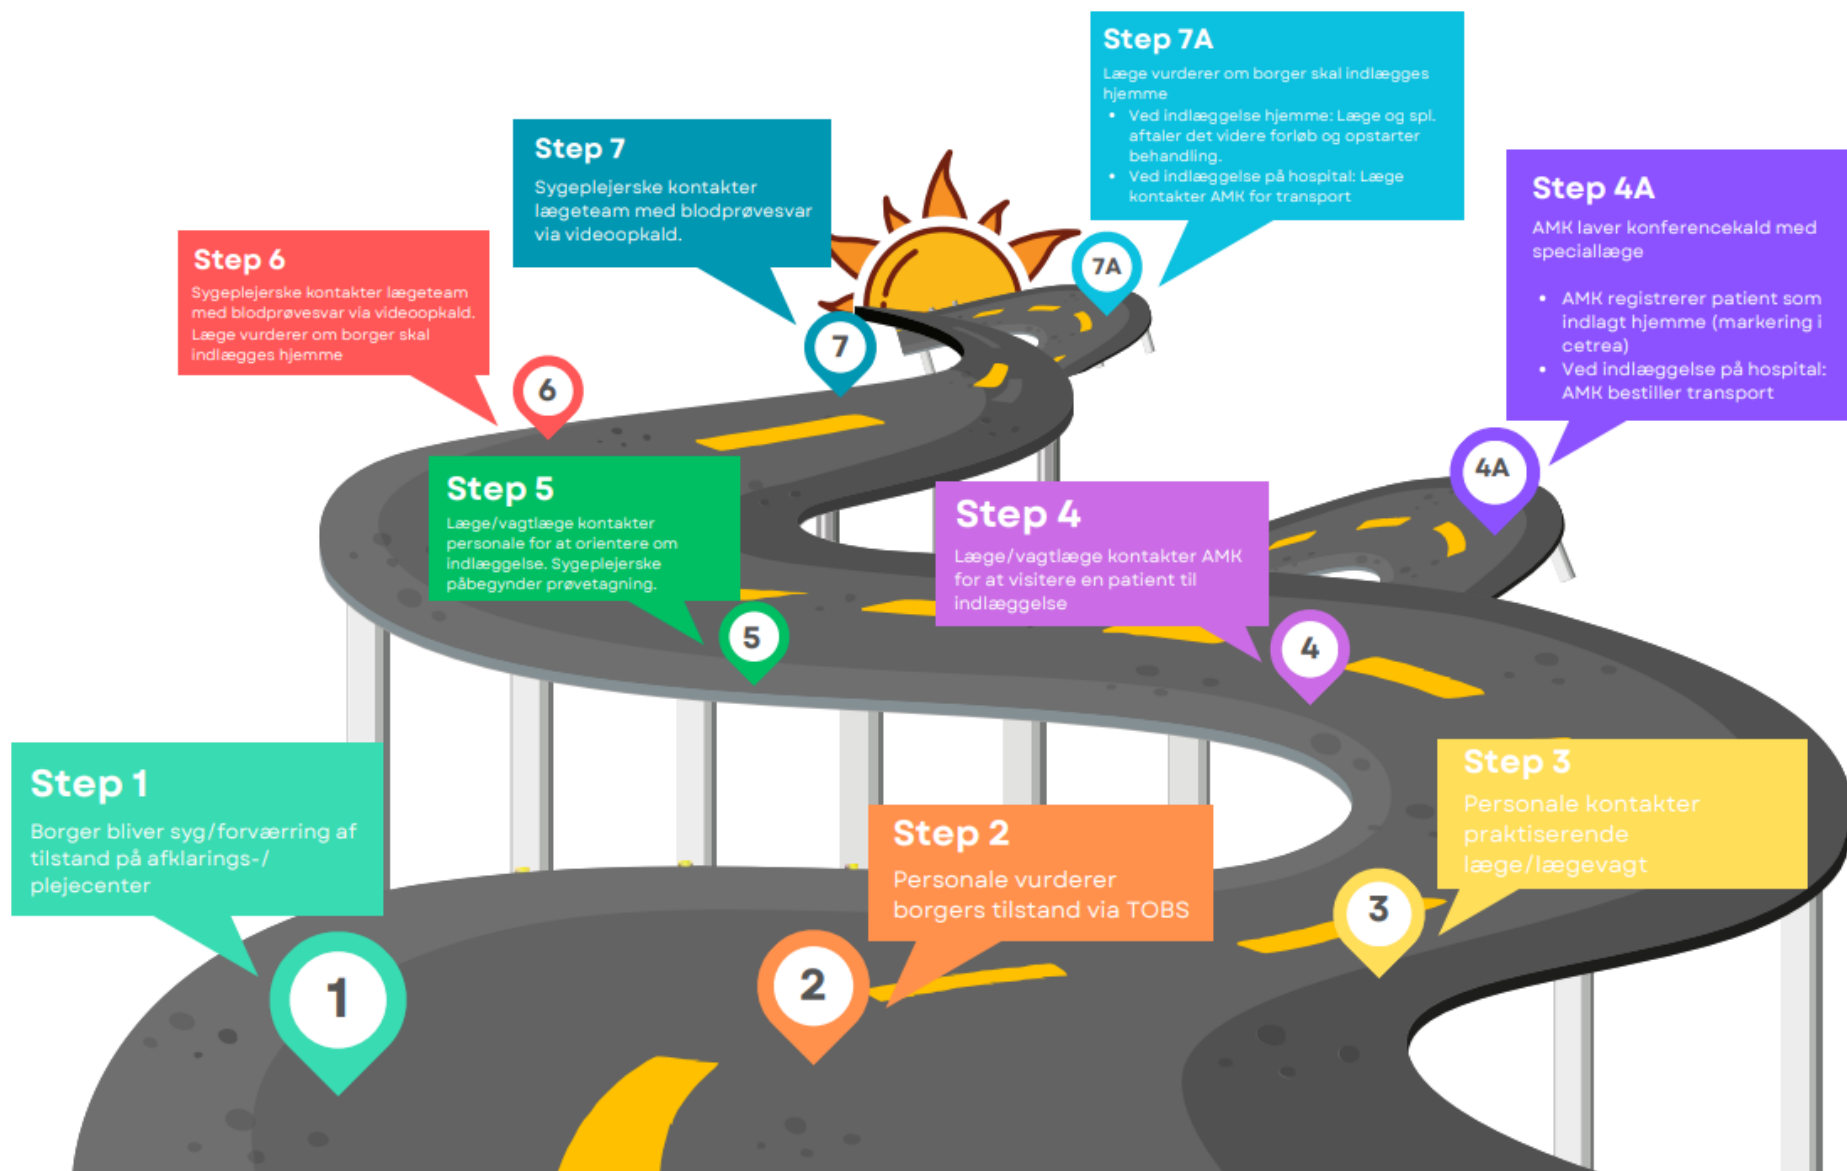 Step 1
Borger bliver syg/forværring af
tilstand på afklarings-/
plejecenter
1
Step 2
Personale vurderer
borgers tilstand via TOBS
2
Step 3
Personale kontakter
praktiserende
læge/lægevagt
3
Step 4
Læge/vagtlæge kontakter AMK
for at visitere en patient til
indlæggelse
4
Step 4A
AMK laver konferencekald med
speciallæge
• AMK registrerer patient som
indlagt hjemme (markering i
cetrea)
• Ved indlæggelse på hospital:
AMK bestiller transport
4A
Step 5
Læge/vagtlæge kontakter
personale for at orientere om
indlæggelse. Sygeplejerske
påbegynder prøvetagning.
5
Step 6
Sygeplejerske kontakter lægeteam
med blodprøvesvar via videoopkald.
Læge vurderer om borger skal
indlægges hjemme
6
Step 7
Sygeplejerske kontakter
lægeteam med blodprøvesvar
via videoopkald.
7
Step 7A
Læge vurderer om borger skal indlægges
hjemme
• Ved indlæggelse hjemme: Læge og spl.
aftaler det videre forløb og opstarter
behandling.
• Ved indlæggelse på hospital: Læge
kontakter AMK for transport
7A